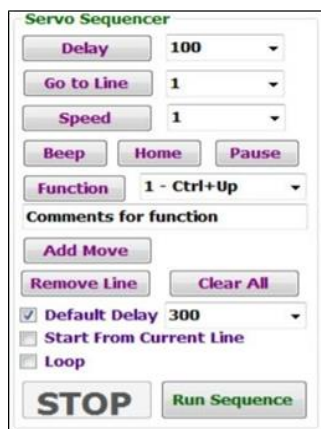 Servo Sequencer
Delay 100
Go to Line 1
Speed 1
Beep Home Pause
Function 1 - Ctrl+Up
Comments for function
Add Move
Remove Line Clear All
Default Delay 300
Start From Current Line
Loop
STOP Run Sequence